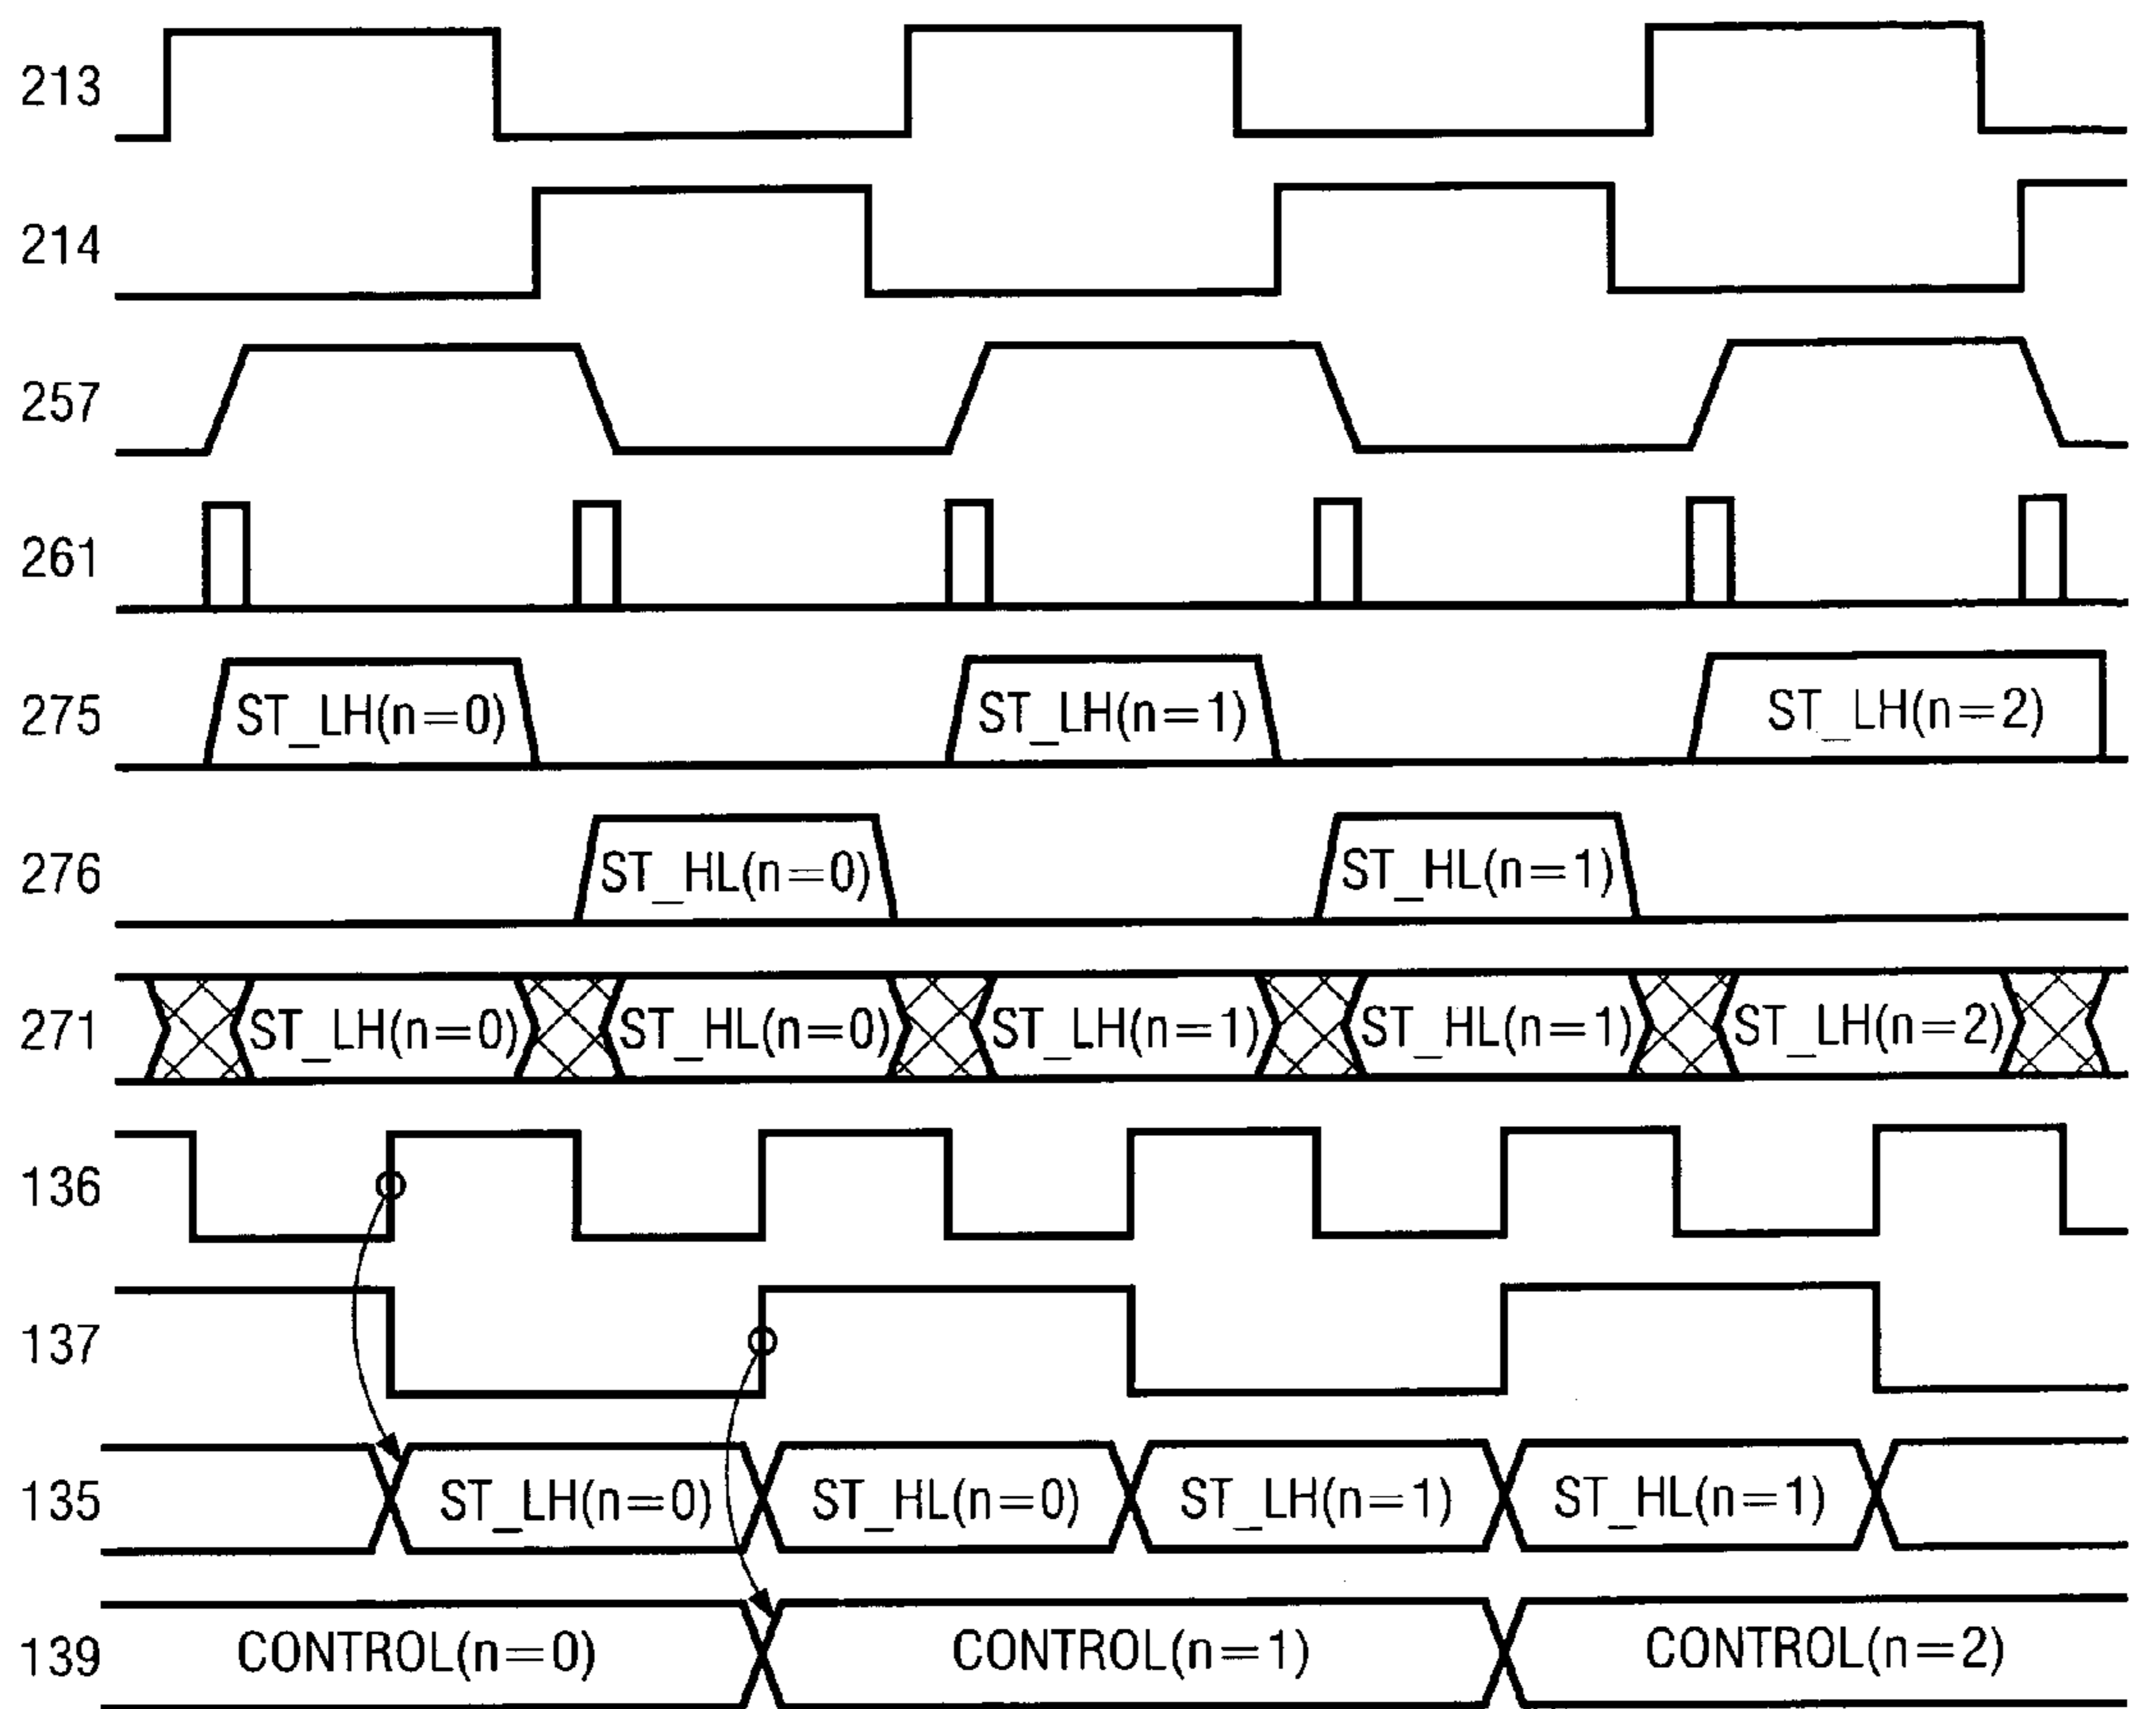 213
214
257
261
275 ST_LH(n=0) ST_LH(n=1) ST_LH(n=2)
276 ST_HL(n=0) ST_HL(n=1)
271 ST_LH(n=0) ST_HL(n=0) ST_LH(n=1) ST_HL(n=1) ST_LH(n=2)
136
137
135 ST_LH(n=0) ST_HL(n=0) ST_LH(n=1) ST_HL(n=1)
139 CONTROL(n=0) CONTROL(n=1) CONTROL(n=2)